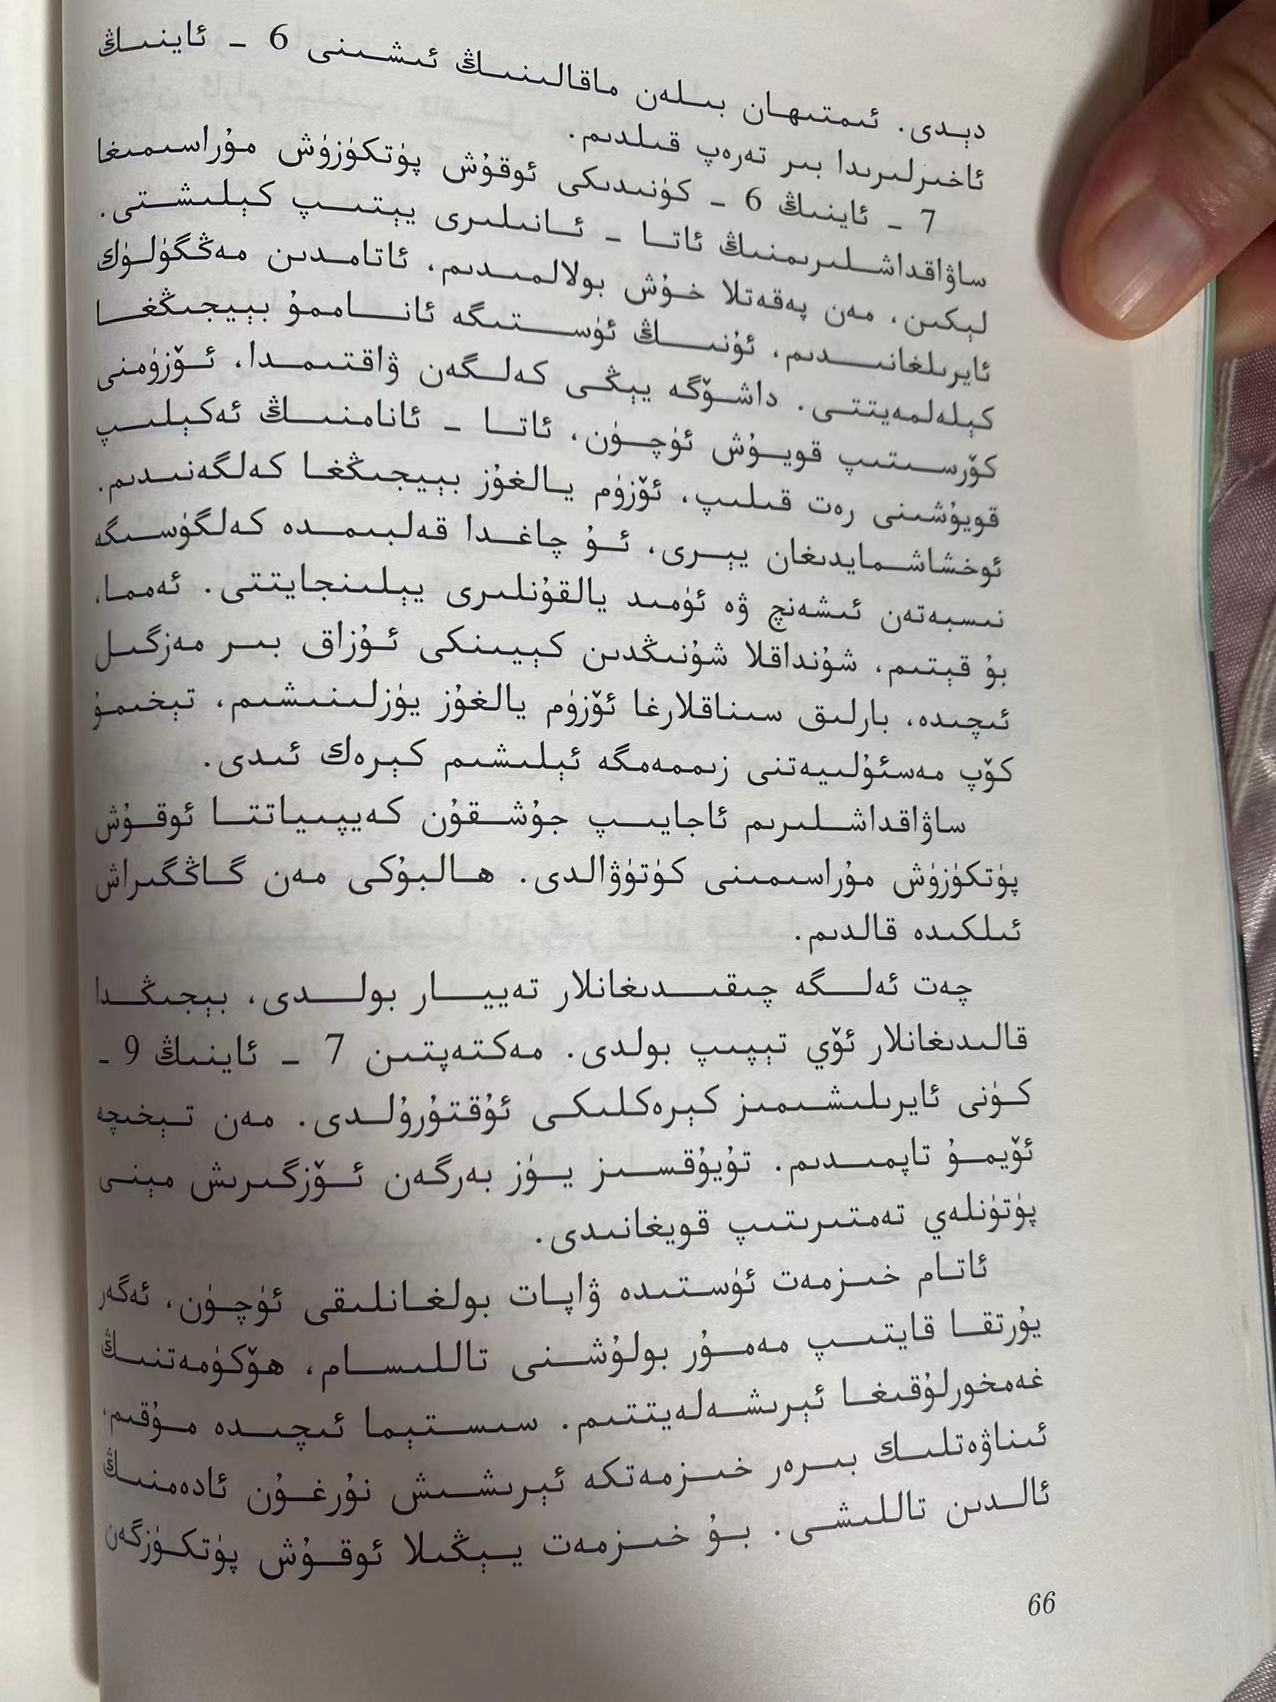 دېدى. ئىمتىھان بىلەن ماقالىنىڭ ئىشىنى 6 - ئاينىڭ
ئاخىرلىرىدا بىر تەرەپ قىلدىم.
7 - ئاينىڭ 6 - كۈنىدىكى ئوقۇش پۈتكۈزۈش مۇراسىمىغا
ساۋاقداشلىرىمنىڭ ئاتا - ئانىلىرى يېتىپ كېلىشتى.
لېكىن، مەن پەقەتلا خۇش بولالمىدىم، ئاتامدىن مەڭگۈلۈك
ئايرىلغانىدىم، ئۇنىڭ ئۈستىگە ئاناممۇ بېيجىڭغا
كېلەلمەيتتى. داشۆگە يېڭى كەلگەن ۋاقتىمدا، ئۆزۈمنى
كۆرسىتىپ قويۇش ئۈچۈن، ئاتا - ئانامنىڭ ئەكېلىپ
قويۇشىنى رەت قىلىپ، ئۆزۈم يالغۇز بېيجىڭغا كەلگەنىدىم.
ئوخشاشمايدىغان يېرى، ئۇ چاغدا قەلبىمدە كەلگۈسىگە
نىسبەتەن ئىشەنچ ۋە ئۈمىد يالقۇنلىرى يېلىنجايتتى. ئەمما،
بۇ قېتىم، شۇنداقلا شۇنىڭدىن كېيىنكى ئۇزاق بىر مەزگىل
ئىچىدە، بارلىق سىناقلارغا ئۆزۈم يالغۇز يۈزلىنىشىم، تېخىمۇ
كۆپ مەسئۇلىيەتنى زىممەمگە ئېلىشىم كېرەك ئىدى.
ساۋاقداشلىرىم ئاجايىپ جۇشقۇن كەيپىياتتا ئوقۇش
پۈتكۈزۈش مۇراسىمىنى كۈتۈۋالدى. ھالبۇكى مەن گاڭگىراش
ئىلكىدە قالدىم.
چەت ئەلگە چىقىدىغانلار تەييار بولدى، بېجىڭدا
قالىدىغانلار ئۆي تېپىپ بولدى. مەكتەپتىن 7 - ئاينىڭ 9 -
كۈنى ئايرىلىشىمىز كېرەكلىكى ئۇقتۇرۇلدى. مەن تېخىچە
ئۆيمۇ تاپمىدىم. تۇيۇقسىز يۈز بەرگەن ئۆزگىرىش مېنى
پۈتۈنلەي تەمتىرىتىپ قويغانىدى.
ئاتام خىزمەت ئۈستىدە ۋاپات بولغانلىقى ئۈچۈن، ئەگەر
يۇرتقا قايتىپ مەمۇر بولۇشنى تاللىسام، ھۆكۈمەتنىڭ
غەمخورلۇقىغا ئېرىشەلەيتتىم. سىستېما ئىچىدە مۇقىم،
ئىناۋەتلىك بىرەر خىزمەتكە ئېرىشىش نۇرغۇن ئادەمنىڭ
ئالدىن تاللىشى. بۇ خىزمەت يېڭىلا ئوقۇش پۈتكۈزگەن
66